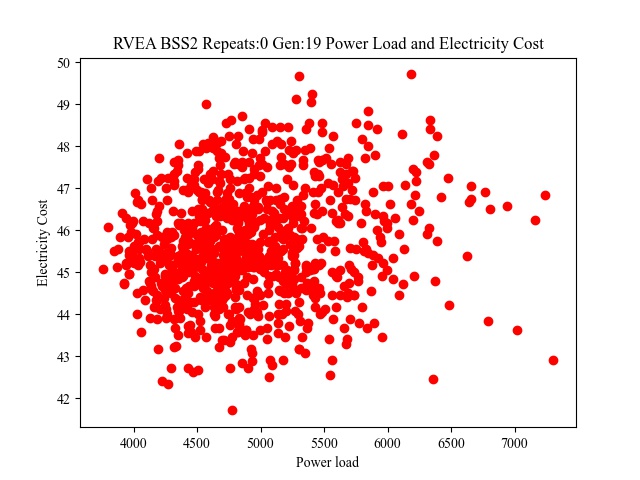 RVEA BSS2 Repeats:0 Gen:19 Power Load and Electricity Cost
50
49
48
47
46
45
44
43
42
Electricity Cost
4000 4500 5000 5500 6000 6500 7000
Power load